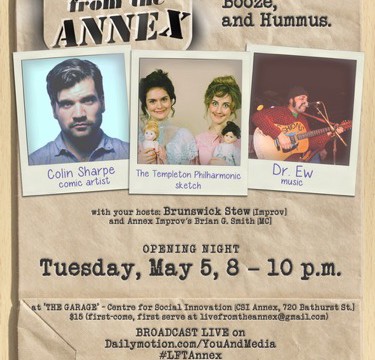 from the
ANNEX
Booze,
and Hummus.
Colin Sharpe
comic artist
The Templeton Philharmonic
sketch
Dr. Ew
music
with your hosts: Brunswick Stew [Improv]
and Annex Improv's Brian G. Smith [MC]
OPENING NIGHT
Tuesday, May 5, 8 – 10 p.m.
at 'THE GARAGE' - Centre for Social Innovation [CSI Annex, 720 Bathurst St.]
$15 (first-come, first serve at livefromtheannex@gmail.com)
BROADCAST LIVE on
Dailymotion.com/YouAndMedia
#LFTAnnex